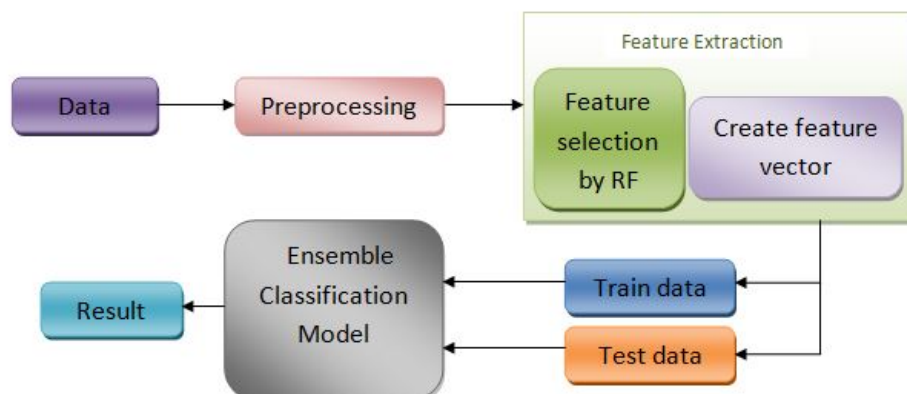 Feature Extraction
Data
Preprocessing
Feature
selection
by RF
Create feature
vector
Ensemble
Classification
Model
Train data
Result
Test data